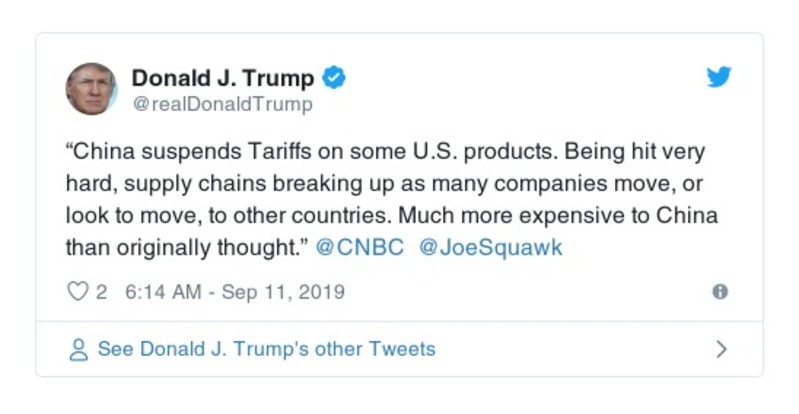 Donald J. Trump
@realDonaldTrump
“China suspends Tariffs on some U.S. products. Being hit very
hard, supply chains breaking up as many companies move, or
look to move, to other countries. Much more expensive to China
than originally thought.” @CNBC @JoeSquawk
2 6:14 AM - Sep 11, 2019
See Donald J. Trump's other Tweets